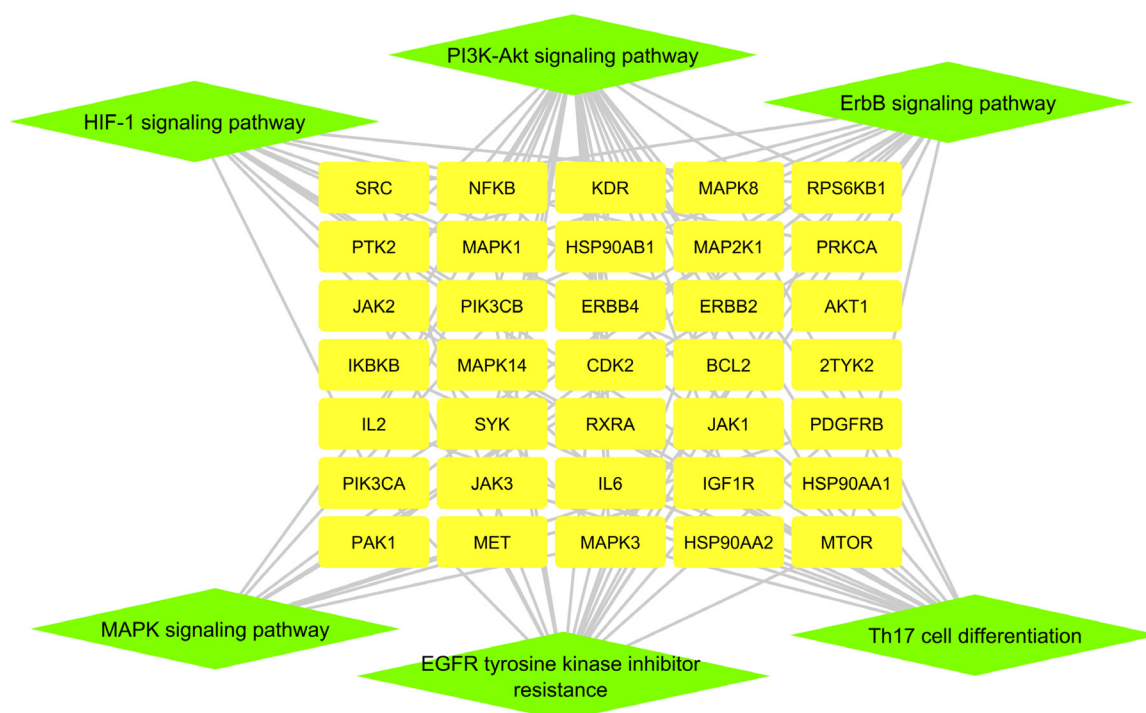 PI3K-Akt signaling pathway
HIF-1 signaling pathway
ErbB signaling pathway
SRC
NFKB
KDR
MAPK8
RPS6KB1
PTK2
MAPK1
HSP90AB1
MAP2K1
PRKCA
JAK2
PIK3CB
ERBB4
ERBB2
AKT1
IKBKB
MAPK14
CDK2
BCL2
2TYK2
IL2
SYK
RXRA
JAK1
PDGFRB
PIK3CA
JAK3
IL6
IGF1R
HSP90AA1
PAK1
MET
MAPK3
HSP90AA2
MTOR
MAPK signaling pathway
EGFR tyrosine kinase inhibitor
resistance
Th17 cell differentiation